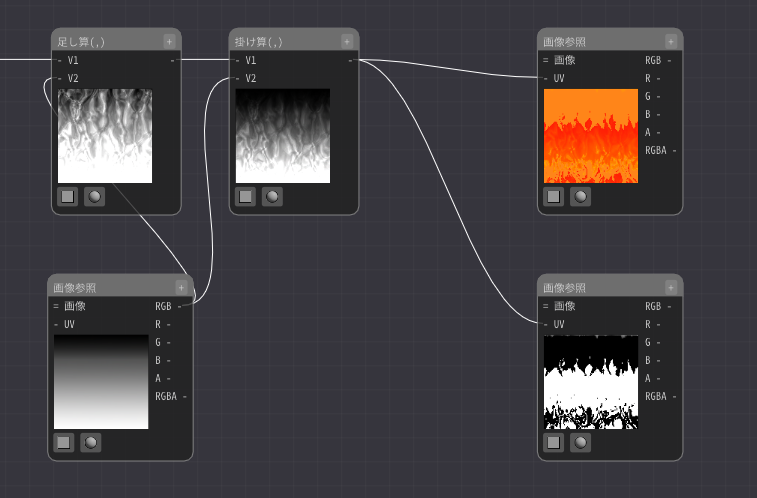 足し算(,) +
- V1 -
- V2
掛け算(,) +
- V1 -
- V2
画像参照 +
= 画像 RGB -
- UV R -
G -
B -
A -
RGBA -
画像参照 +
= 画像 RGB -
- UV R -
G -
B -
A -
RGBA -
画像参照 +
= 画像 RGB -
- UV R -
G -
B -
A -
RGBA -